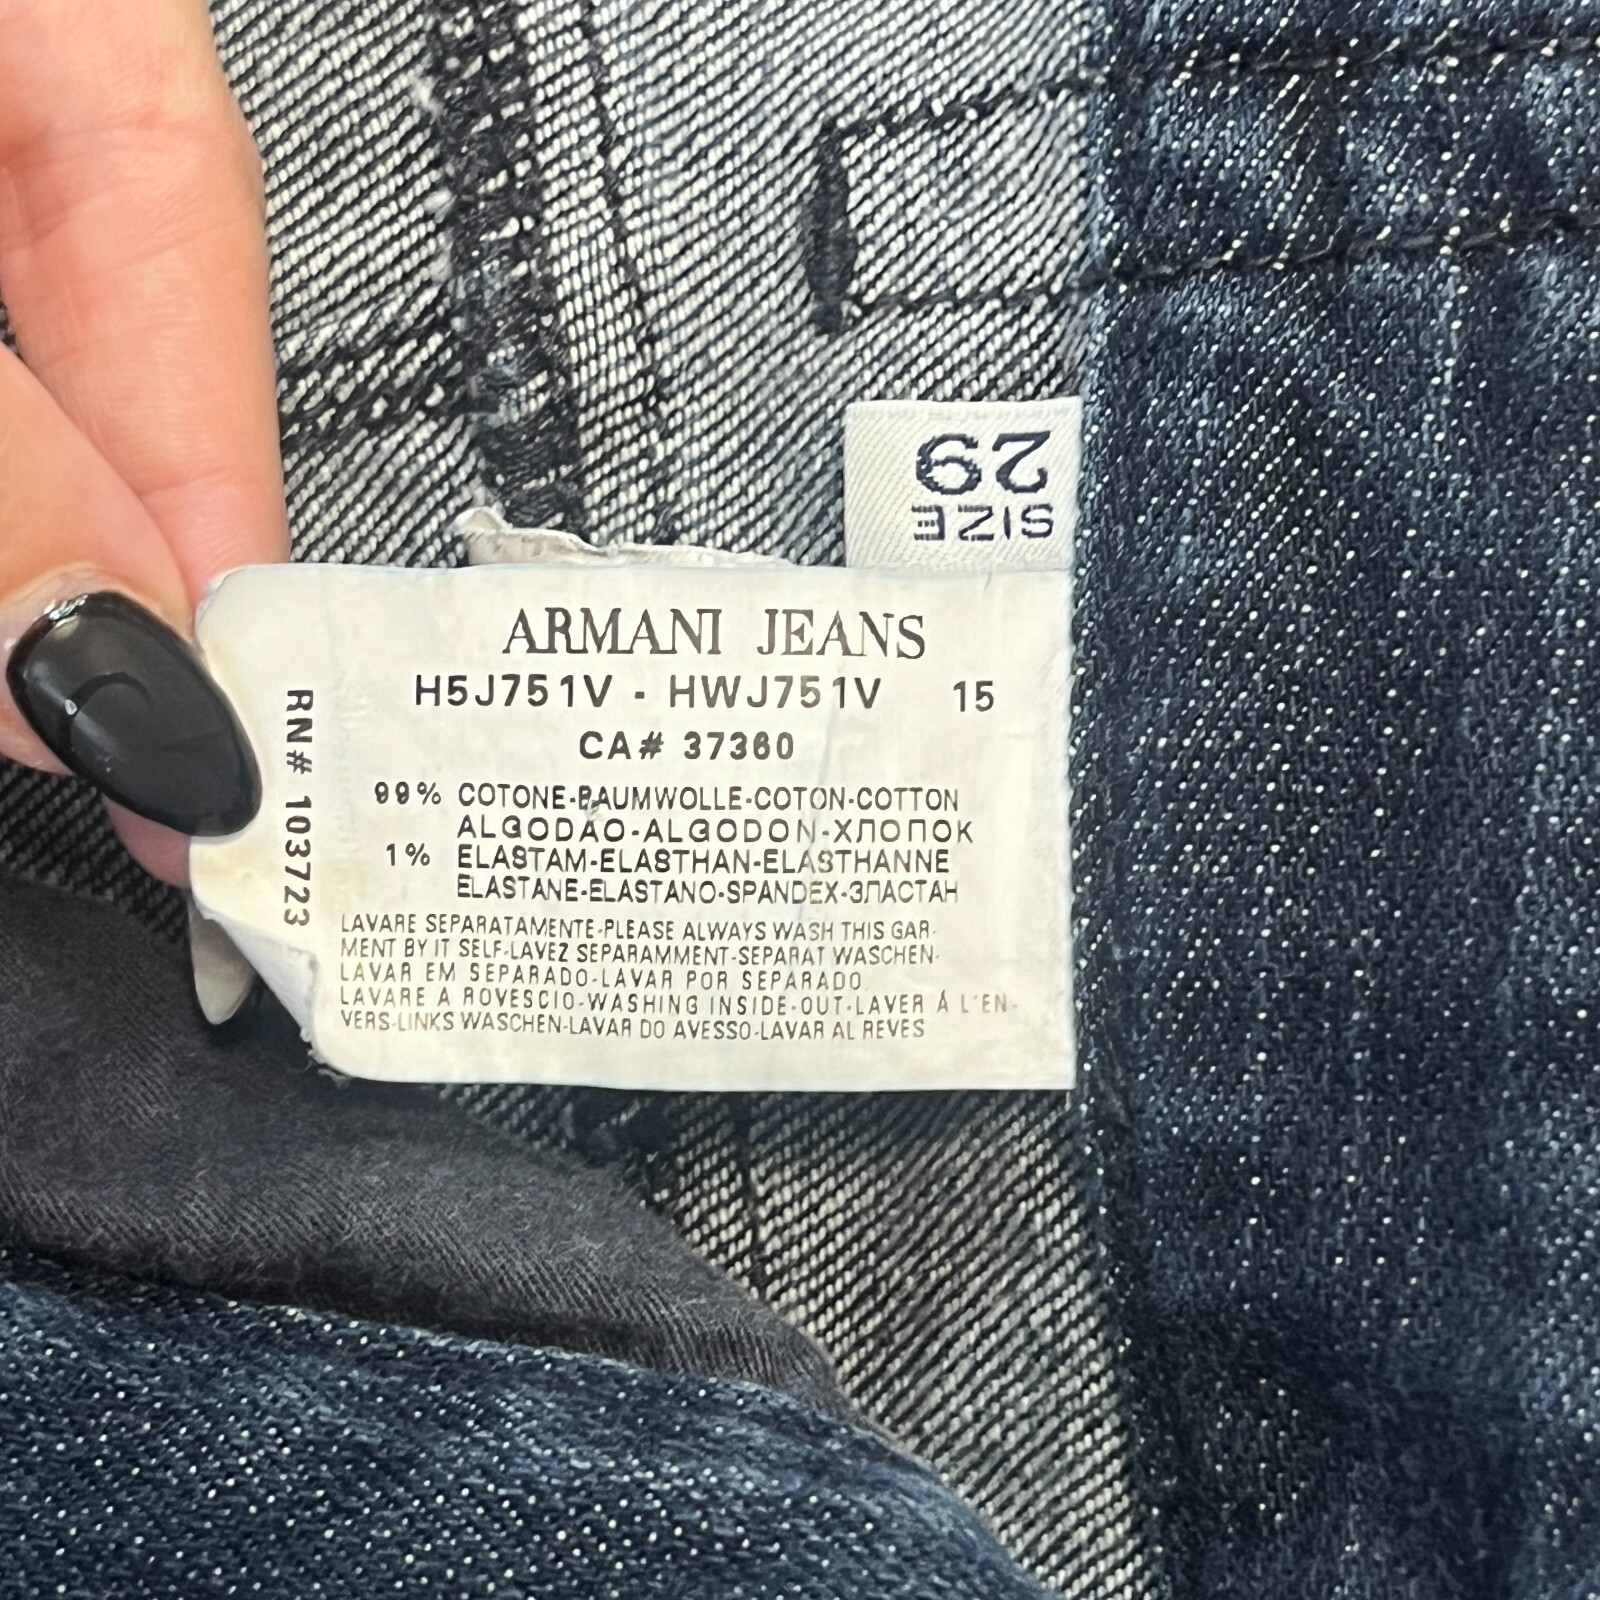 SIZE
29
ARMANI JEANS
H5J751V - HWJ751V 15
CA# 37360
RN# 103723
99% COTONE-BAUMWOLLE-COTON-COTTON
ALGODAO-ALGODON-ХЛОПОК
1% ELASTAM-ELASTHAN-ELASTHANNE
ELASTANE-ELASTANO-SPANDEX-ЗЛАСТАН
LAVARE SEPARATAMENTE-PLEASE ALWAYS WASH THIS GAR-
MENT BY IT SELF-LAVEZ SEPARAMMENT-SEPARAT WASCHEN-
LAVAR EM SEPARADO-LAVAR POR SEPARADO
LAVARE A ROVESCIO-WASHING INSIDE-OUT-LAVER Á L'EN-
VERS-LINKS WASCHEN-LAVAR DO AVESSO-LAVAR AL REVES